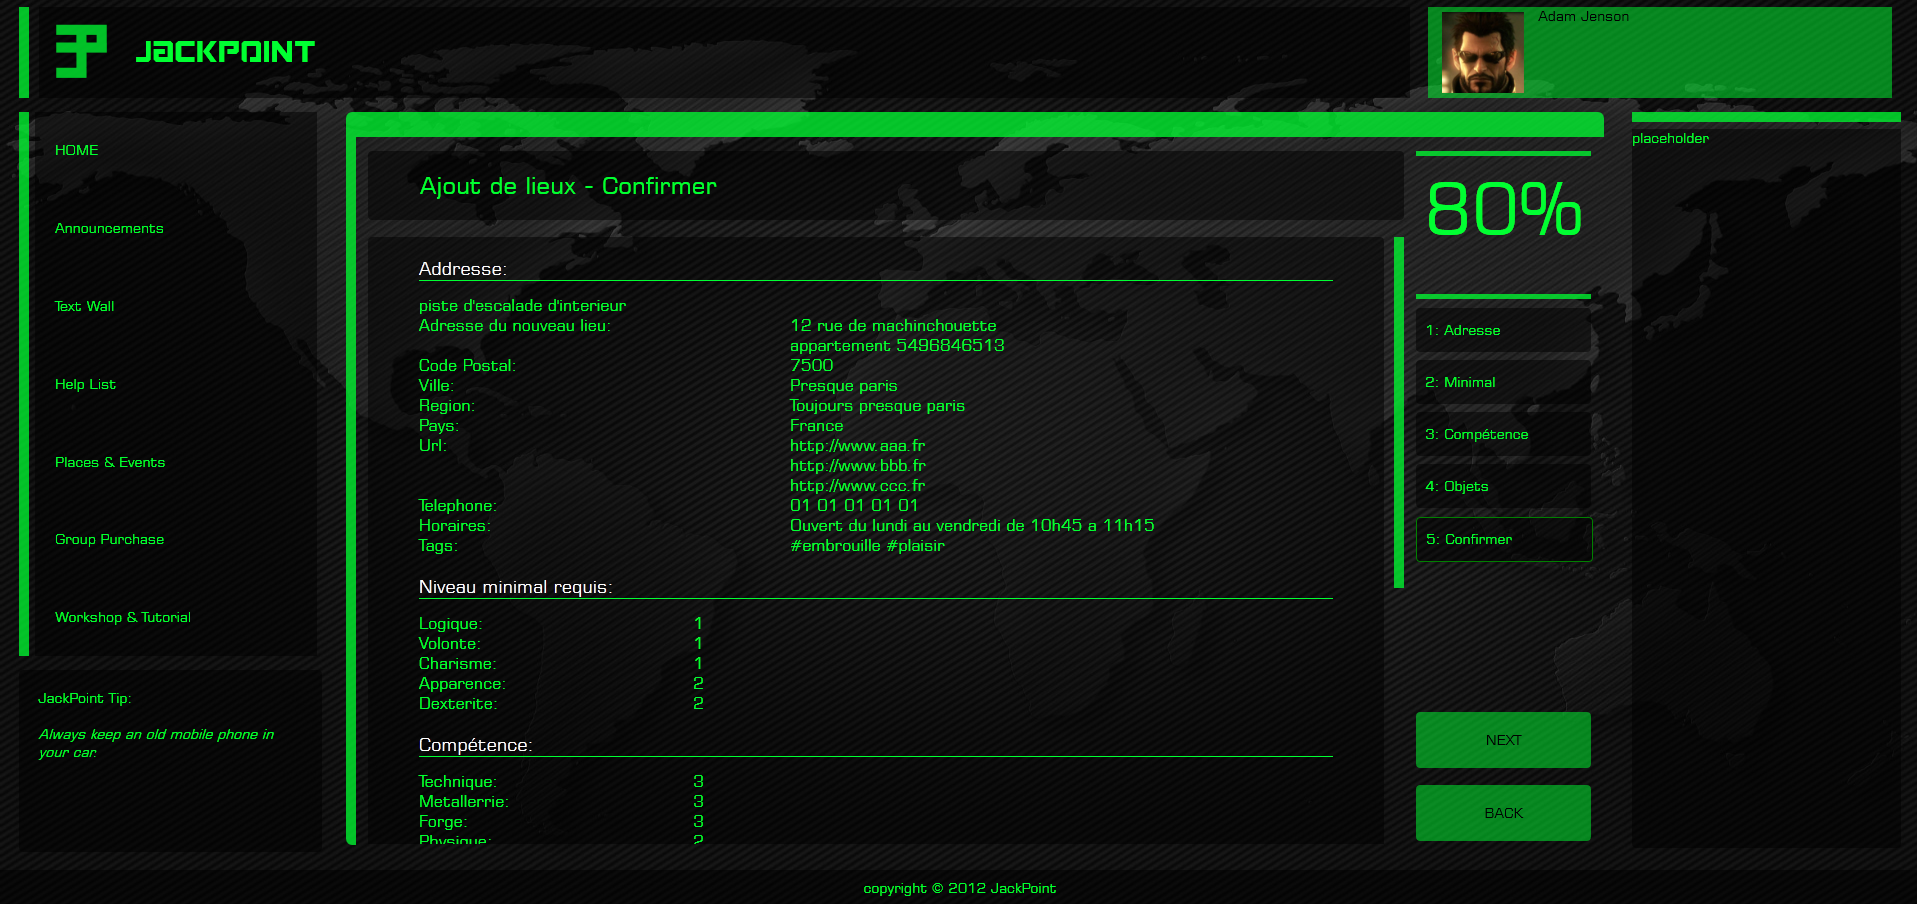 JACKPOINT
Adam Jenson
HOME
Announcements
Text Wall
Help List
Places & Events
Group Purchase
Workshop & Tutorial
JackPoint Tip:
Always keep an old mobile phone in
your car.
Ajout de lieux - Confirmer
Addresse:
piste d'escalade d'interieur
Adresse du nouveau lieu: 12 rue de machinchouette
appartement 5496846513
Code Postal: 7500
Ville: Presque paris
Region: Toujours presque paris
Pays: France
Url: http://www.aaa.fr
http://www.bbb.fr
http://www.ccc.fr
Telephone: 01 01 01 01 01
Horaires: Ouvert du lundi au vendredi de 10h45 a 11h15
Tags: #embrouille #plaisir
Niveau minimal requis:
Logique: 1
Volonte: 1
Charisme: 1
Apparence: 2
Dexterite: 2
Compétence:
Technique: 3
Metallerrie: 3
Forge: 3
Physique: 2
80%
1: Adresse
2: Minimal
3: Compétence
4: Objets
5: Confirmer
NEXT
BACK
placeholder
copyright © 2012 JackPoint